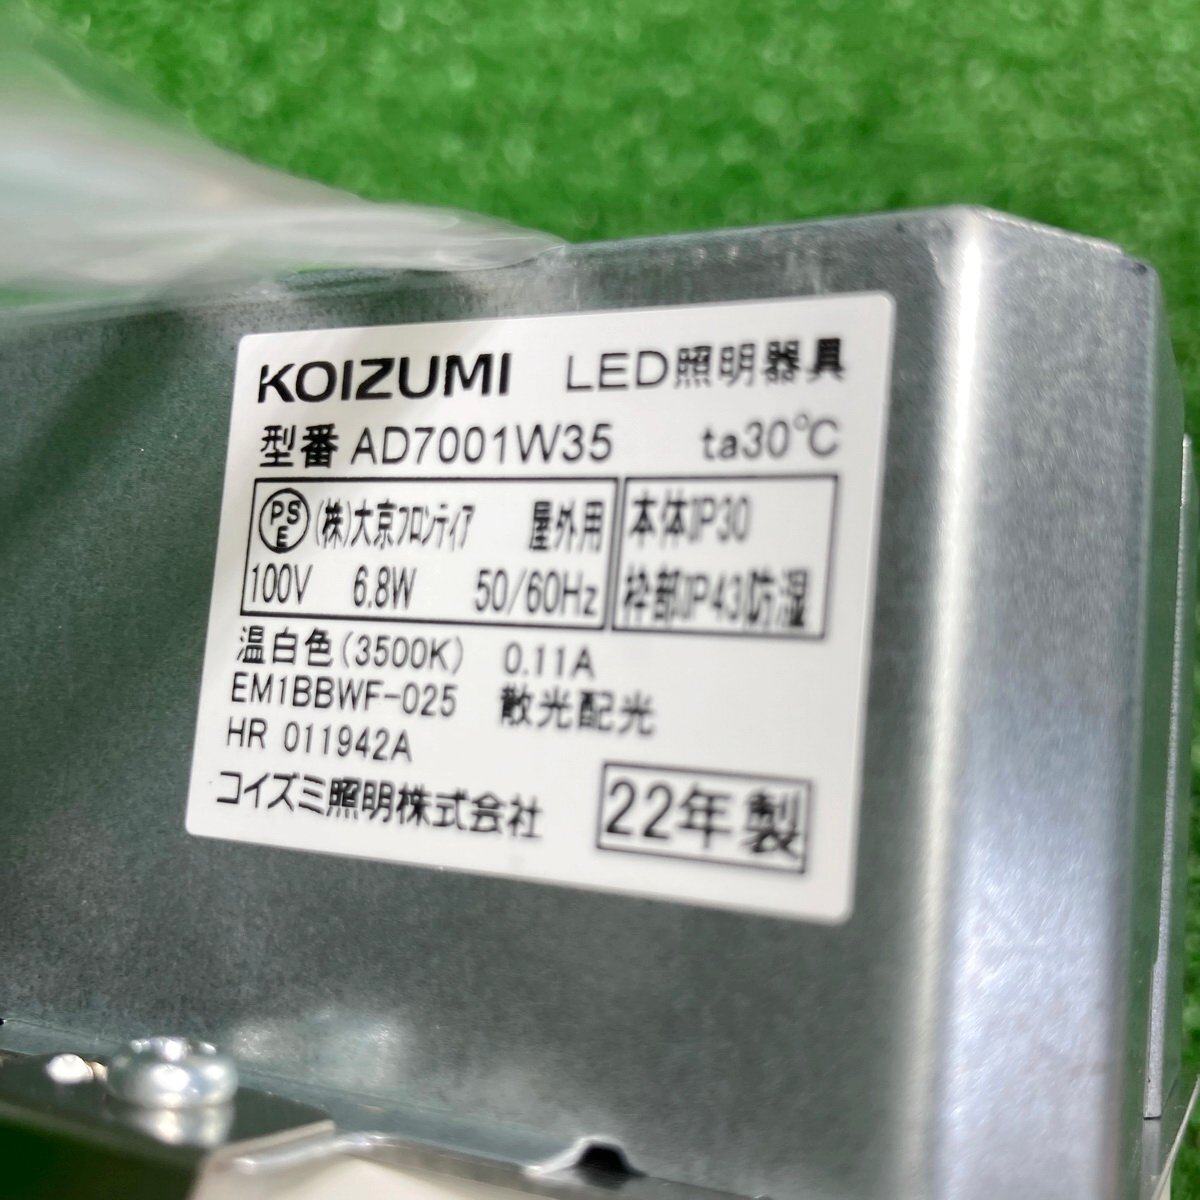 KOIZUMI LED照明器具
型番 AD7001W35 ta30℃
PSE (株)大京フロンティア 屋外用
100V 6.8W 50/60Hz
本体IP30
枠部IP43防湿
温白色(3500K) 0.11A
EM1BBWF-025 散光配光
HR 011942A
コイズミ照明株式会社 22年製